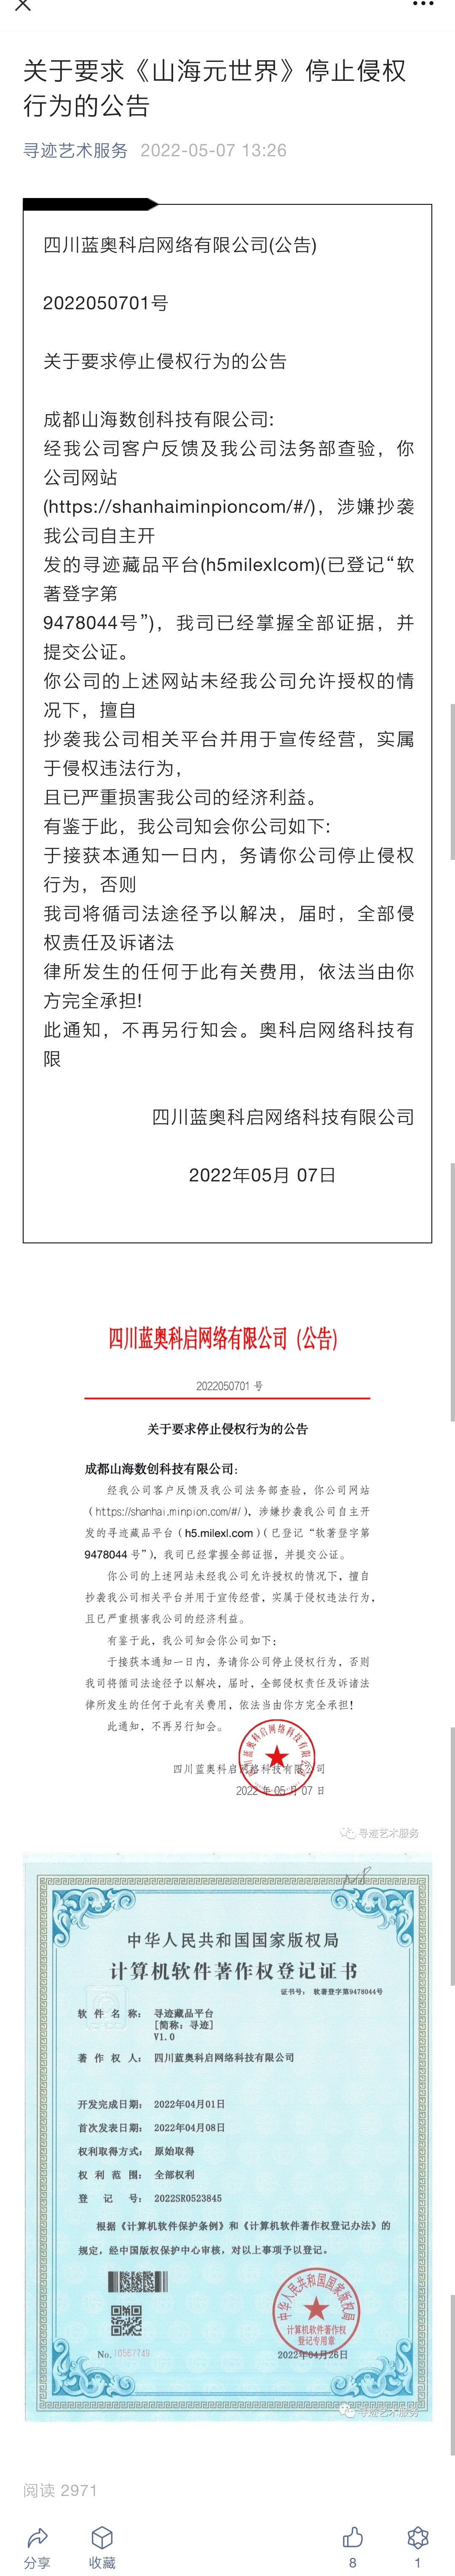 关于要求《山海元世界》停止侵权
行为的公告
寻迹艺术服务 2022-05-07 13:26
四川蓝奥科启网络有限公司(公告)
2022050701号
关于要求停止侵权行为的公告
成都山海数创科技有限公司:
经我公司客户反馈及我公司法务部查验，你
公司网站
(https://shanhaiminpioncom/#/)，涉嫌抄袭
我公司自主开
发的寻迹藏品平台(h5milexlcom)(已登记“软
著登字第
9478044号”)，我司已经掌握全部证据，并
提交公证。
你公司的上述网站未经我公司允许授权的情
况下，擅自
抄袭我公司相关平台并用于宣传经营，实属
于侵权违法行为，
且已严重损害我公司的经济利益。
有鉴于此，我公司知会你公司如下:
于接获本通知一日内，务请你公司停止侵权
行为，否则
我司将循司法途径予以解决，届时，全部侵
权责任及诉诸法
律所发生的任何于此有关费用，依法当由你
方完全承担!
此通知，不再另行知会。奥科启网络科技有
限
四川蓝奥科启网络科技有限公司
2022年05月 07日
四川蓝奥科启网络有限公司（公告）
2022050701 号
关于要求停止侵权行为的公告
成都山海数创科技有限公司：
经我公司客户反馈及我公司法务部查验，你公司网站
（https://shanhai.minpion.com/#/），涉嫌抄袭我公司自主开
发的寻迹藏品平台（h5.milexl.com）（已登记“软著登字第
9478044 号”），我司已经掌握全部证据，并提交公证。
你公司的上述网站未经我公司允许授权的情况下，擅自
抄袭我公司相关平台并用于宣传经营，实属于侵权违法行为，
且已严重损害我公司的经济利益。
有鉴于此，我公司知会你公司如下：
于接获本通知一日内，务请你公司停止侵权行为，否则
我司将循司法途径予以解决，届时，全部侵权责任及诉诸法
律所发生的任何于此有关费用，依法当由你方完全承担！
此通知，不再另行知会。
四川蓝奥科启网络科技有限公司
2022 年 05 月 07 日
寻迹艺术服务
中华人民共和国国家版权局
计算机软件著作权登记证书
证书号： 软著登字第9478044号
软件名称： 寻迹藏品平台
[简称：寻迹]
V1.0
著作权人： 四川蓝奥科启网络科技有限公司
开发完成日期： 2022年04月01日
首次发表日期： 2022年04月08日
权利取得方式： 原始取得
权利范围： 全部权利
登记号： 2022SR0523845
根据《计算机软件保护条例》和《计算机软件著作权登记办法》的
规定，经中国版权保护中心审核，对以上事项予以登记。
中华人民共和国国家版权局
计算机软件著作权
登记专用章
No. 10567749
2022年04月26日
寻迹艺术服务
阅读 2971
分享 收藏 8 1